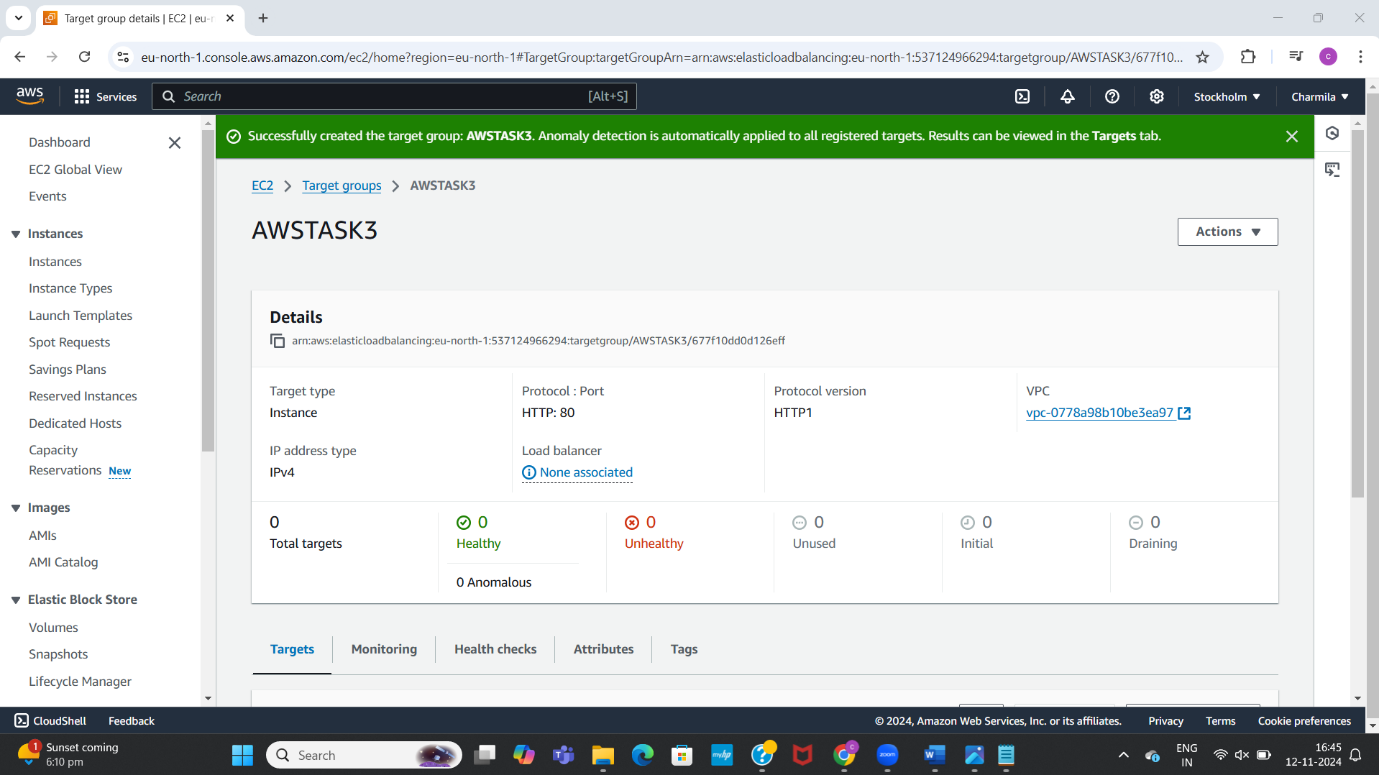 Target group details | EC2 | eu-n
eu-north-1.console.aws.amazon.com/ec2/home?region=eu-north-1#TargetGroup:targetGroupArn=arn:aws:elasticloadbalancing:eu-north-1:537124966294:targetgroup/AWSTASK3/677f10...
C
aws
Services
Search
[Alt+S]
Stockholm
Charmila
Dashboard
EC2 Global View
Events
Instances
Instances
Instance Types
Launch Templates
Spot Requests
Savings Plans
Reserved Instances
Dedicated Hosts
Capacity
Reservations New
Images
AMIs
AMI Catalog
Elastic Block Store
Volumes
Snapshots
Lifecycle Manager
Successfully created the target group: AWSTASK3. Anomaly detection is automatically applied to all registered targets. Results can be viewed in the Targets tab.
EC2 > Target groups > AWSTASK3
AWSTASK3
Actions
Details
arn:aws:elasticloadbalancing:eu-north-1:537124966294:targetgroup/AWSTASK3/677f10dd0d126eff
Target type
Instance
Protocol : Port
HTTP: 80
Protocol version
HTTP1
VPC
vpc-0778a98b10be3ea97
IP address type
IPv4
Load balancer
None associated
0
Total targets
0
Healthy
0 Anomalous
0
Unhealthy
0
Unused
0
Initial
0
Draining
Targets
Monitoring
Health checks
Attributes
Tags
CloudShell
Feedback
© 2024, Amazon Web Services, Inc. or its affiliates.
Privacy
Terms
Cookie preferences
1
Sunset coming
6:10 pm
Search
myhp
zoom
ENG
IN
16:45
12-11-2024